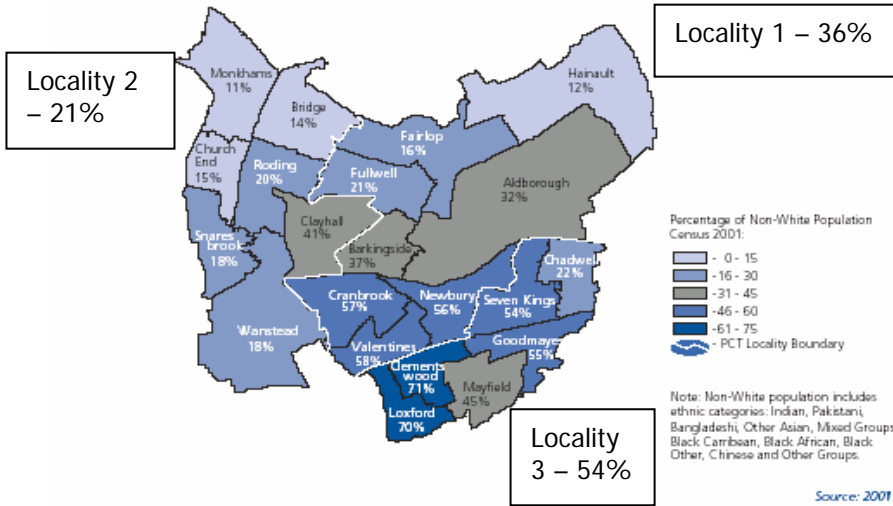 Locality 1 – 36%
Locality 2
– 21%
Monkhams
11%
Hainault
12%
Bridge
14%
Fairlop
16%
Church
End
15%
Roding
20%
Fullwell
21%
Aldborough
32%
Clayhall
41%
Snares
brook
18%
Barkingside
37%
Chadwell
22%
Cranbrook
57%
Newbury
56%
Seven Kings
54%
Wanstead
18%
Valentines
58%
Goodmayes
55%
Clements
wood
71%
Mayfield
45%
Loxford
70%
Percentage of Non-White Population
Census 2001:
- 0 - 15
-16 - 30
-31 - 45
-46 - 60
-61 - 75
- PCT Locality Boundary
Note: Non-White population includes
ethnic categories: Indian, Pakistani,
Bangladeshi, Other Asian, Mixed Groups
Black Carribean, Black African, Black
Other, Chinese and Other Groups.
Locality
3 – 54%
Source: 2001